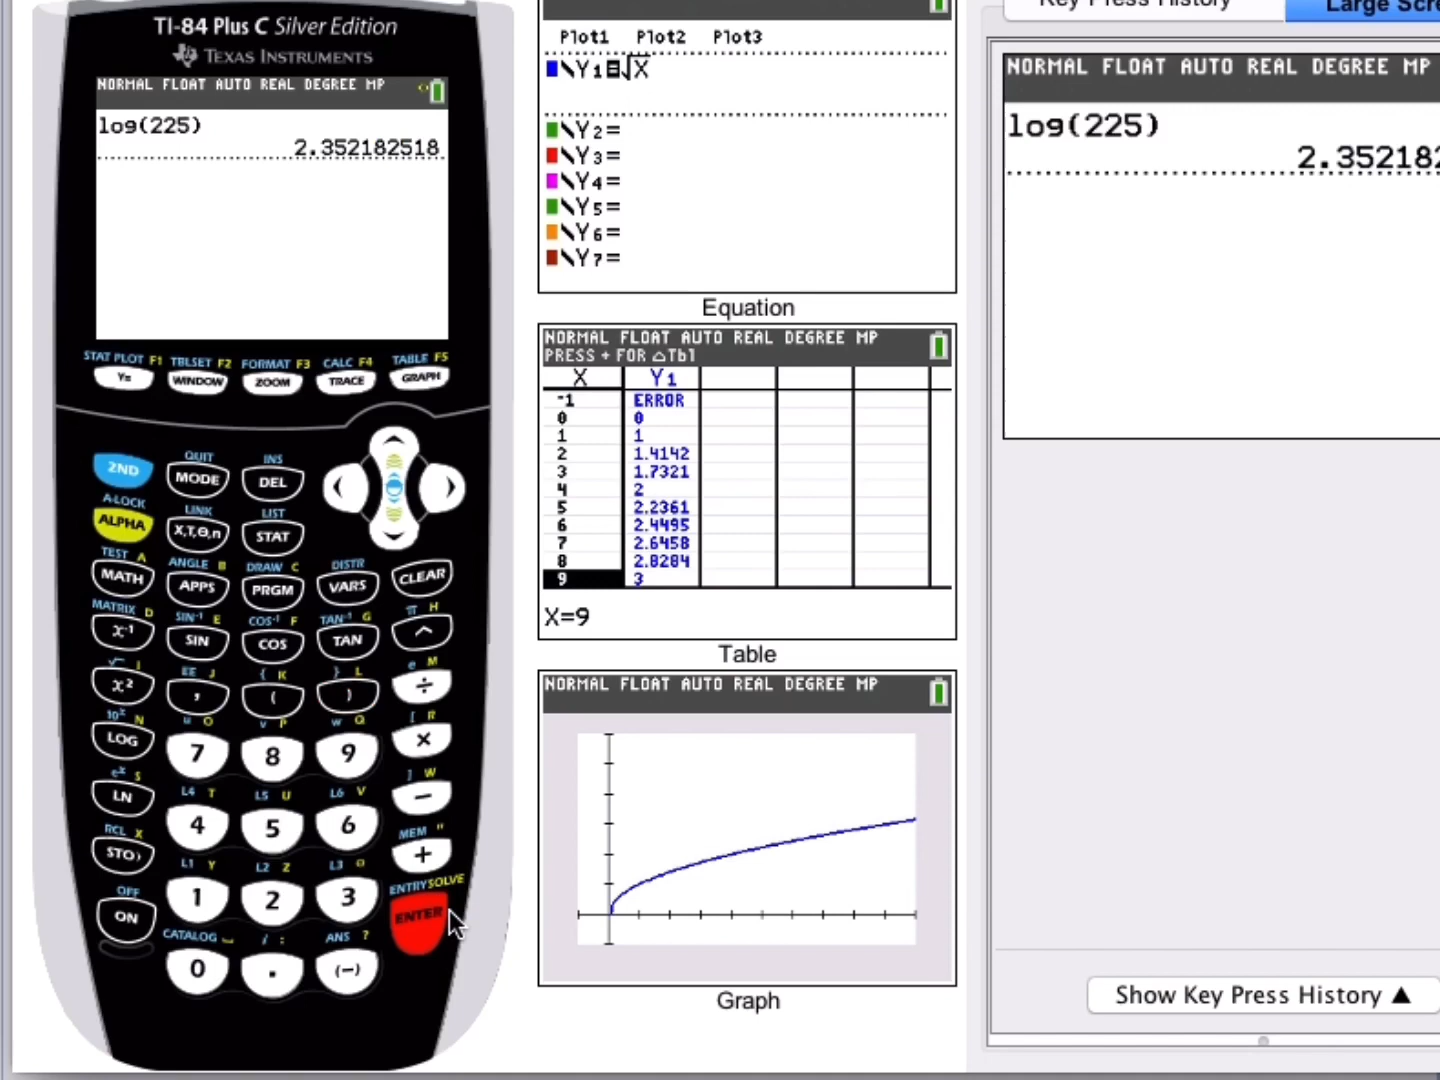 TI-84 Plus C Silver Edition
TEXAS INSTRUMENTS
NORMAL FLOAT AUTO REAL DEGREE MP
log(225)
2.352182518
STAT PLOT F1 TBLSET F2 FORMAT F3 CALC F4 TABLE F5
Y= WINDOW ZOOM TRACE GRAPH
QUIT INS
2ND MODE DEL
A-LOCK LINK LIST
ALPHA X,T,Θ,n STAT
TEST A ANGLE B DRAW C DISTR
MATH APPS PRGM VARS CLEAR
MATRIX D SIN⁻¹ E COS⁻¹ F TAN⁻¹ G π H
x⁻¹ SIN COS TAN ^
√ I EE J { K } L e M
x² , ( ) ÷
10ˣ N u O v P w Q [ R
LOG 7 8 9 ×
eˣ S L4 T L5 U L6 V ] W
LN 4 5 6 −
RCL X L1 Y L2 Z L3 θ MEM "
STO› 1 2 3 +
OFF CATALOG ⎵ i : ANS ? ENTRY SOLVE
ON 0 . (−) ENTER
Plot1 Plot2 Plot3
\Y1=√X
\Y2=
\Y3=
\Y4=
\Y5=
\Y6=
\Y7=
Equation
NORMAL FLOAT AUTO REAL DEGREE MP
PRESS + FOR △Tbl
X Y1
-1 ERROR
0 0
1 1
2 1.4142
3 1.7321
4 2
5 2.2361
6 2.4495
7 2.6458
8 2.8284
9 3
X=9
Table
NORMAL FLOAT AUTO REAL DEGREE MP
Graph
Key Press History Large Scre
NORMAL FLOAT AUTO REAL DEGREE MP
log(225)
2.352182
Show Key Press History ▲